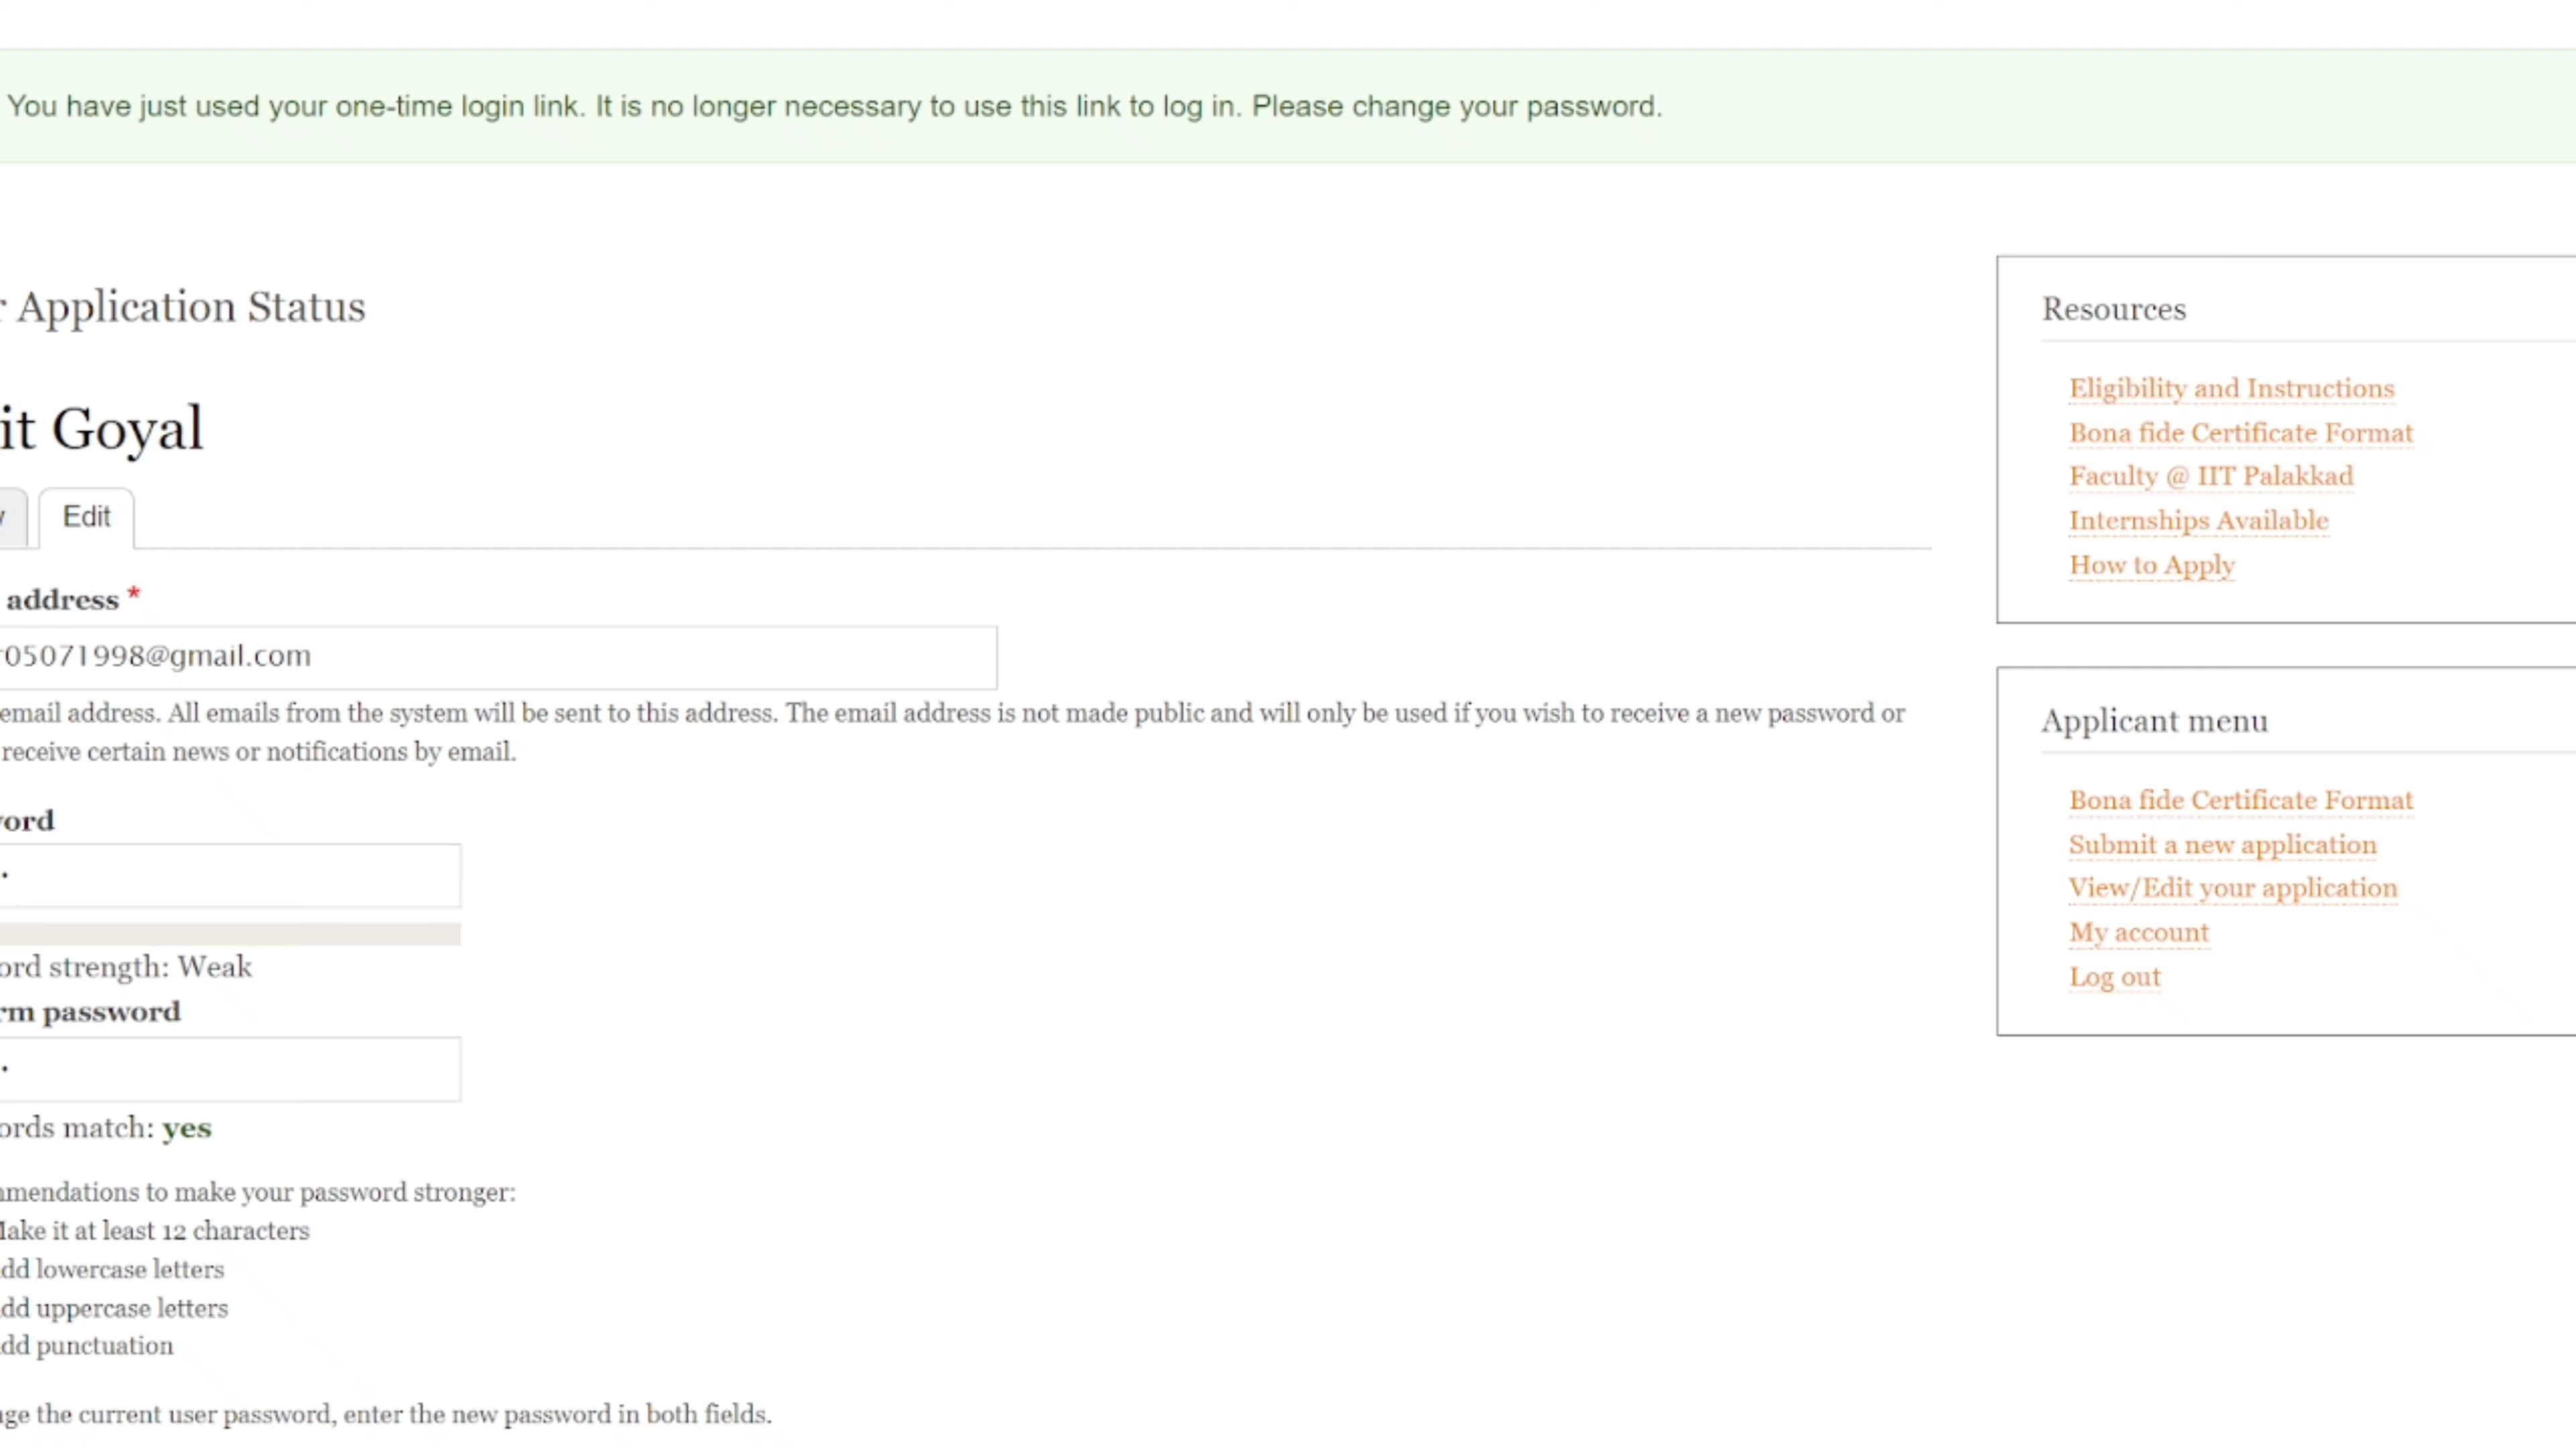 You have just used your one-time login link. It is no longer necessary to use this link to log in. Please change your password.
Application Status
it Goyal
Edit
address *
r05071998@gmail.com
email address. All emails from the system will be sent to this address. The email address is not made public and will only be used if you wish to receive a new password or
receive certain news or notifications by email.
word
ord strength: Weak
rm password
ords match: yes
mmendations to make your password stronger:
Make it at least 12 characters
dd lowercase letters
dd uppercase letters
dd punctuation
ge the current user password, enter the new password in both fields.
Resources
Eligibility and Instructions
Bona fide Certificate Format
Faculty @ IIT Palakkad
Internships Available
How to Apply
Applicant menu
Bona fide Certificate Format
Submit a new application
View/Edit your application
My account
Log out